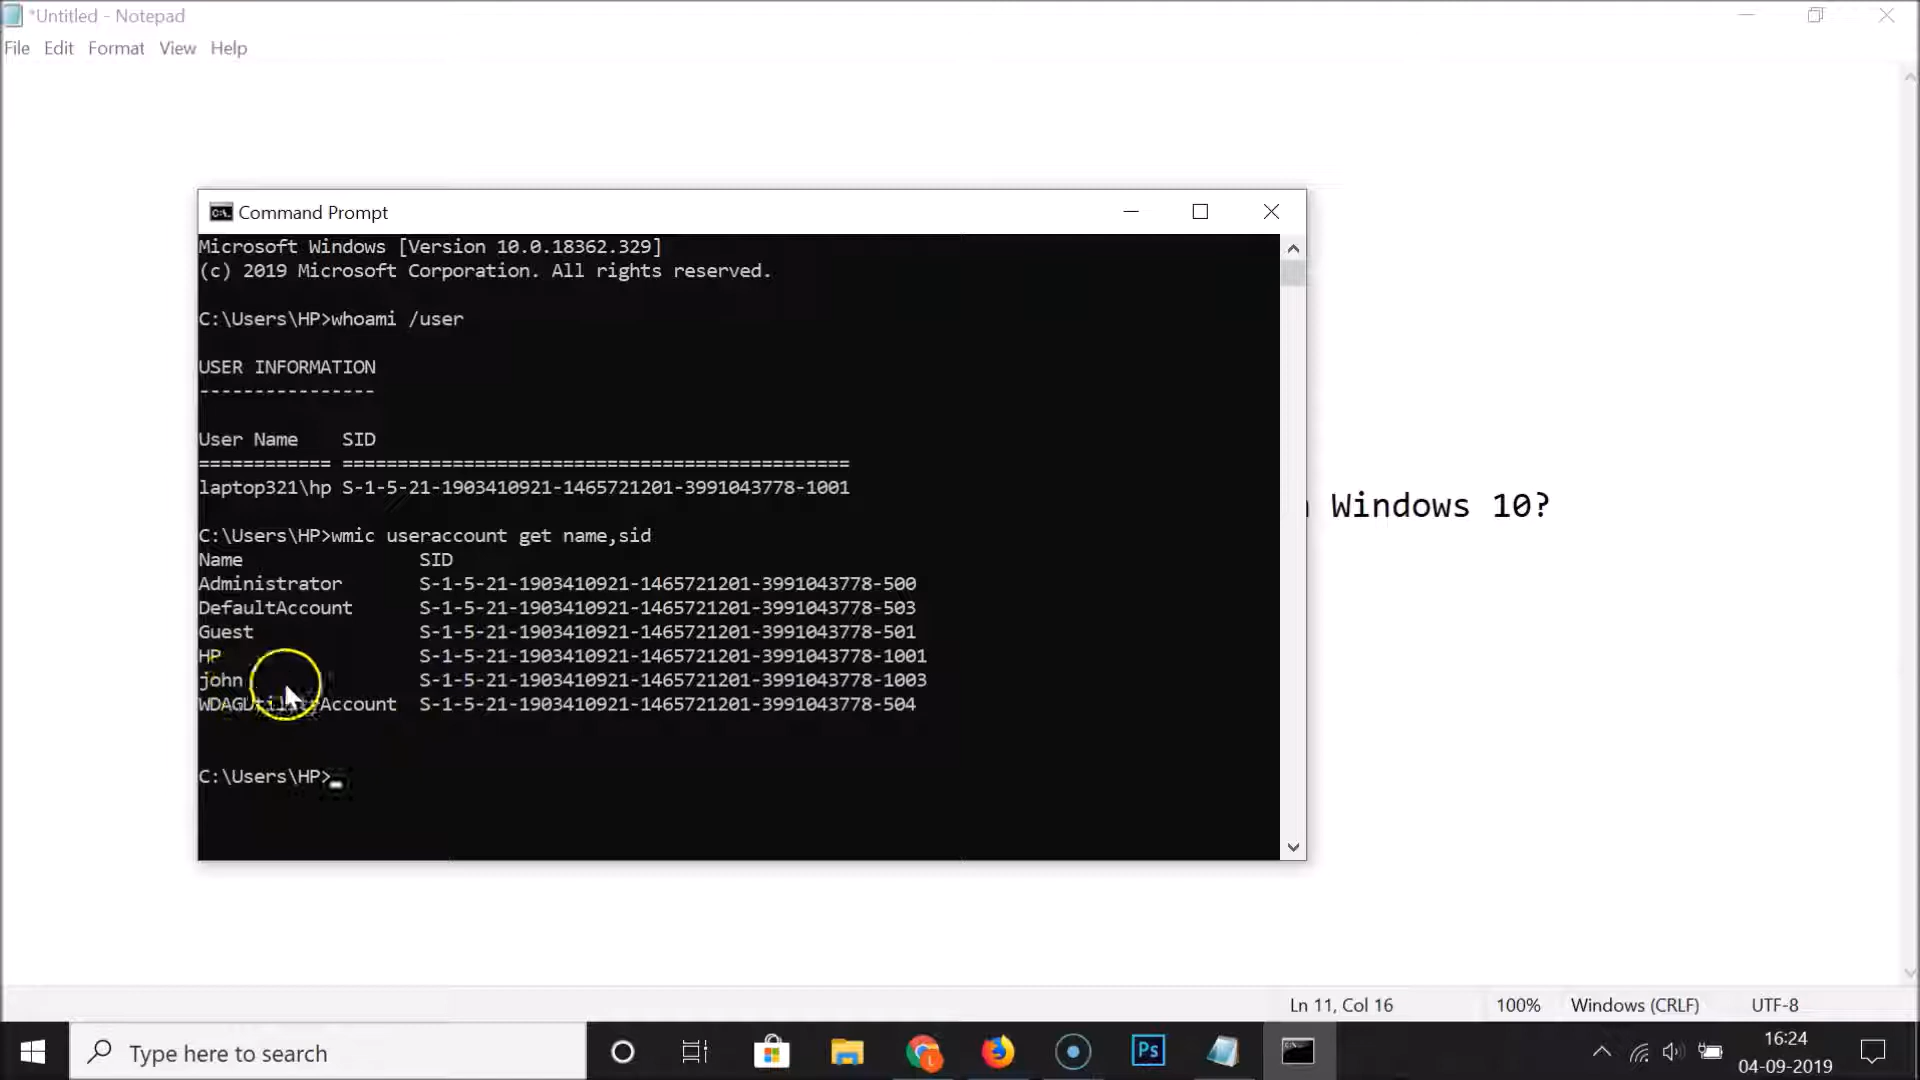 *Untitled - Notepad
File Edit Format View Help
Command Prompt
Microsoft Windows [Version 10.0.18362.329]
(c) 2019 Microsoft Corporation. All rights reserved.
C:\Users\HP>whoami /user
USER INFORMATION
----------------
User Name SID
============ ==============================================
laptop321\hp S-1-5-21-1903410921-1465721201-3991043778-1001
Windows 10?
C:\Users\HP>wmic useraccount get name,sid
Name SID
Administrator S-1-5-21-1903410921-1465721201-3991043778-500
DefaultAccount S-1-5-21-1903410921-1465721201-3991043778-503
Guest S-1-5-21-1903410921-1465721201-3991043778-501
HP S-1-5-21-1903410921-1465721201-3991043778-1001
john S-1-5-21-1903410921-1465721201-3991043778-1003
WDAGUtilityAccount S-1-5-21-1903410921-1465721201-3991043778-504
C:\Users\HP>
Ln 11, Col 16 100% Windows (CRLF) UTF-8
Type here to search
Ps
16:24
04-09-2019